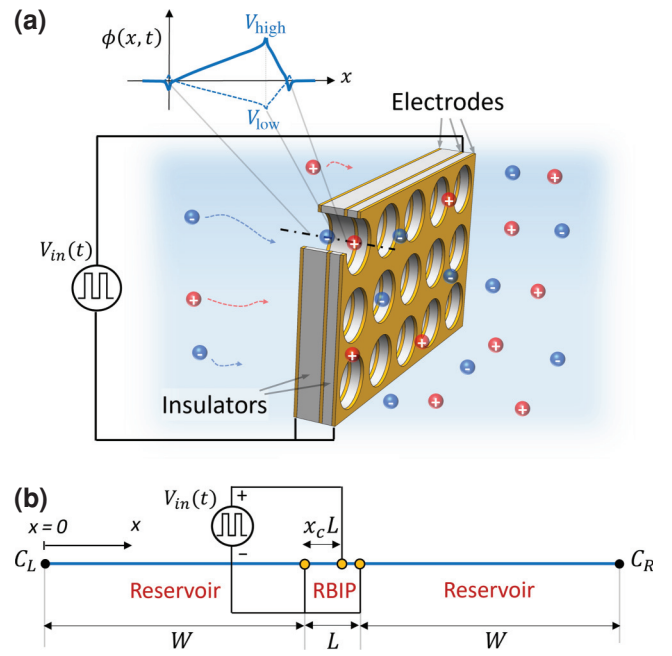 (a)
ϕ(x, t)
V_high
x
V_low
Electrodes
V_in(t)
Insulators
(b)
V_in(t)
+
−
x = 0
x
x_c L
C_L
C_R
Reservoir
RBIP
Reservoir
W
L
W